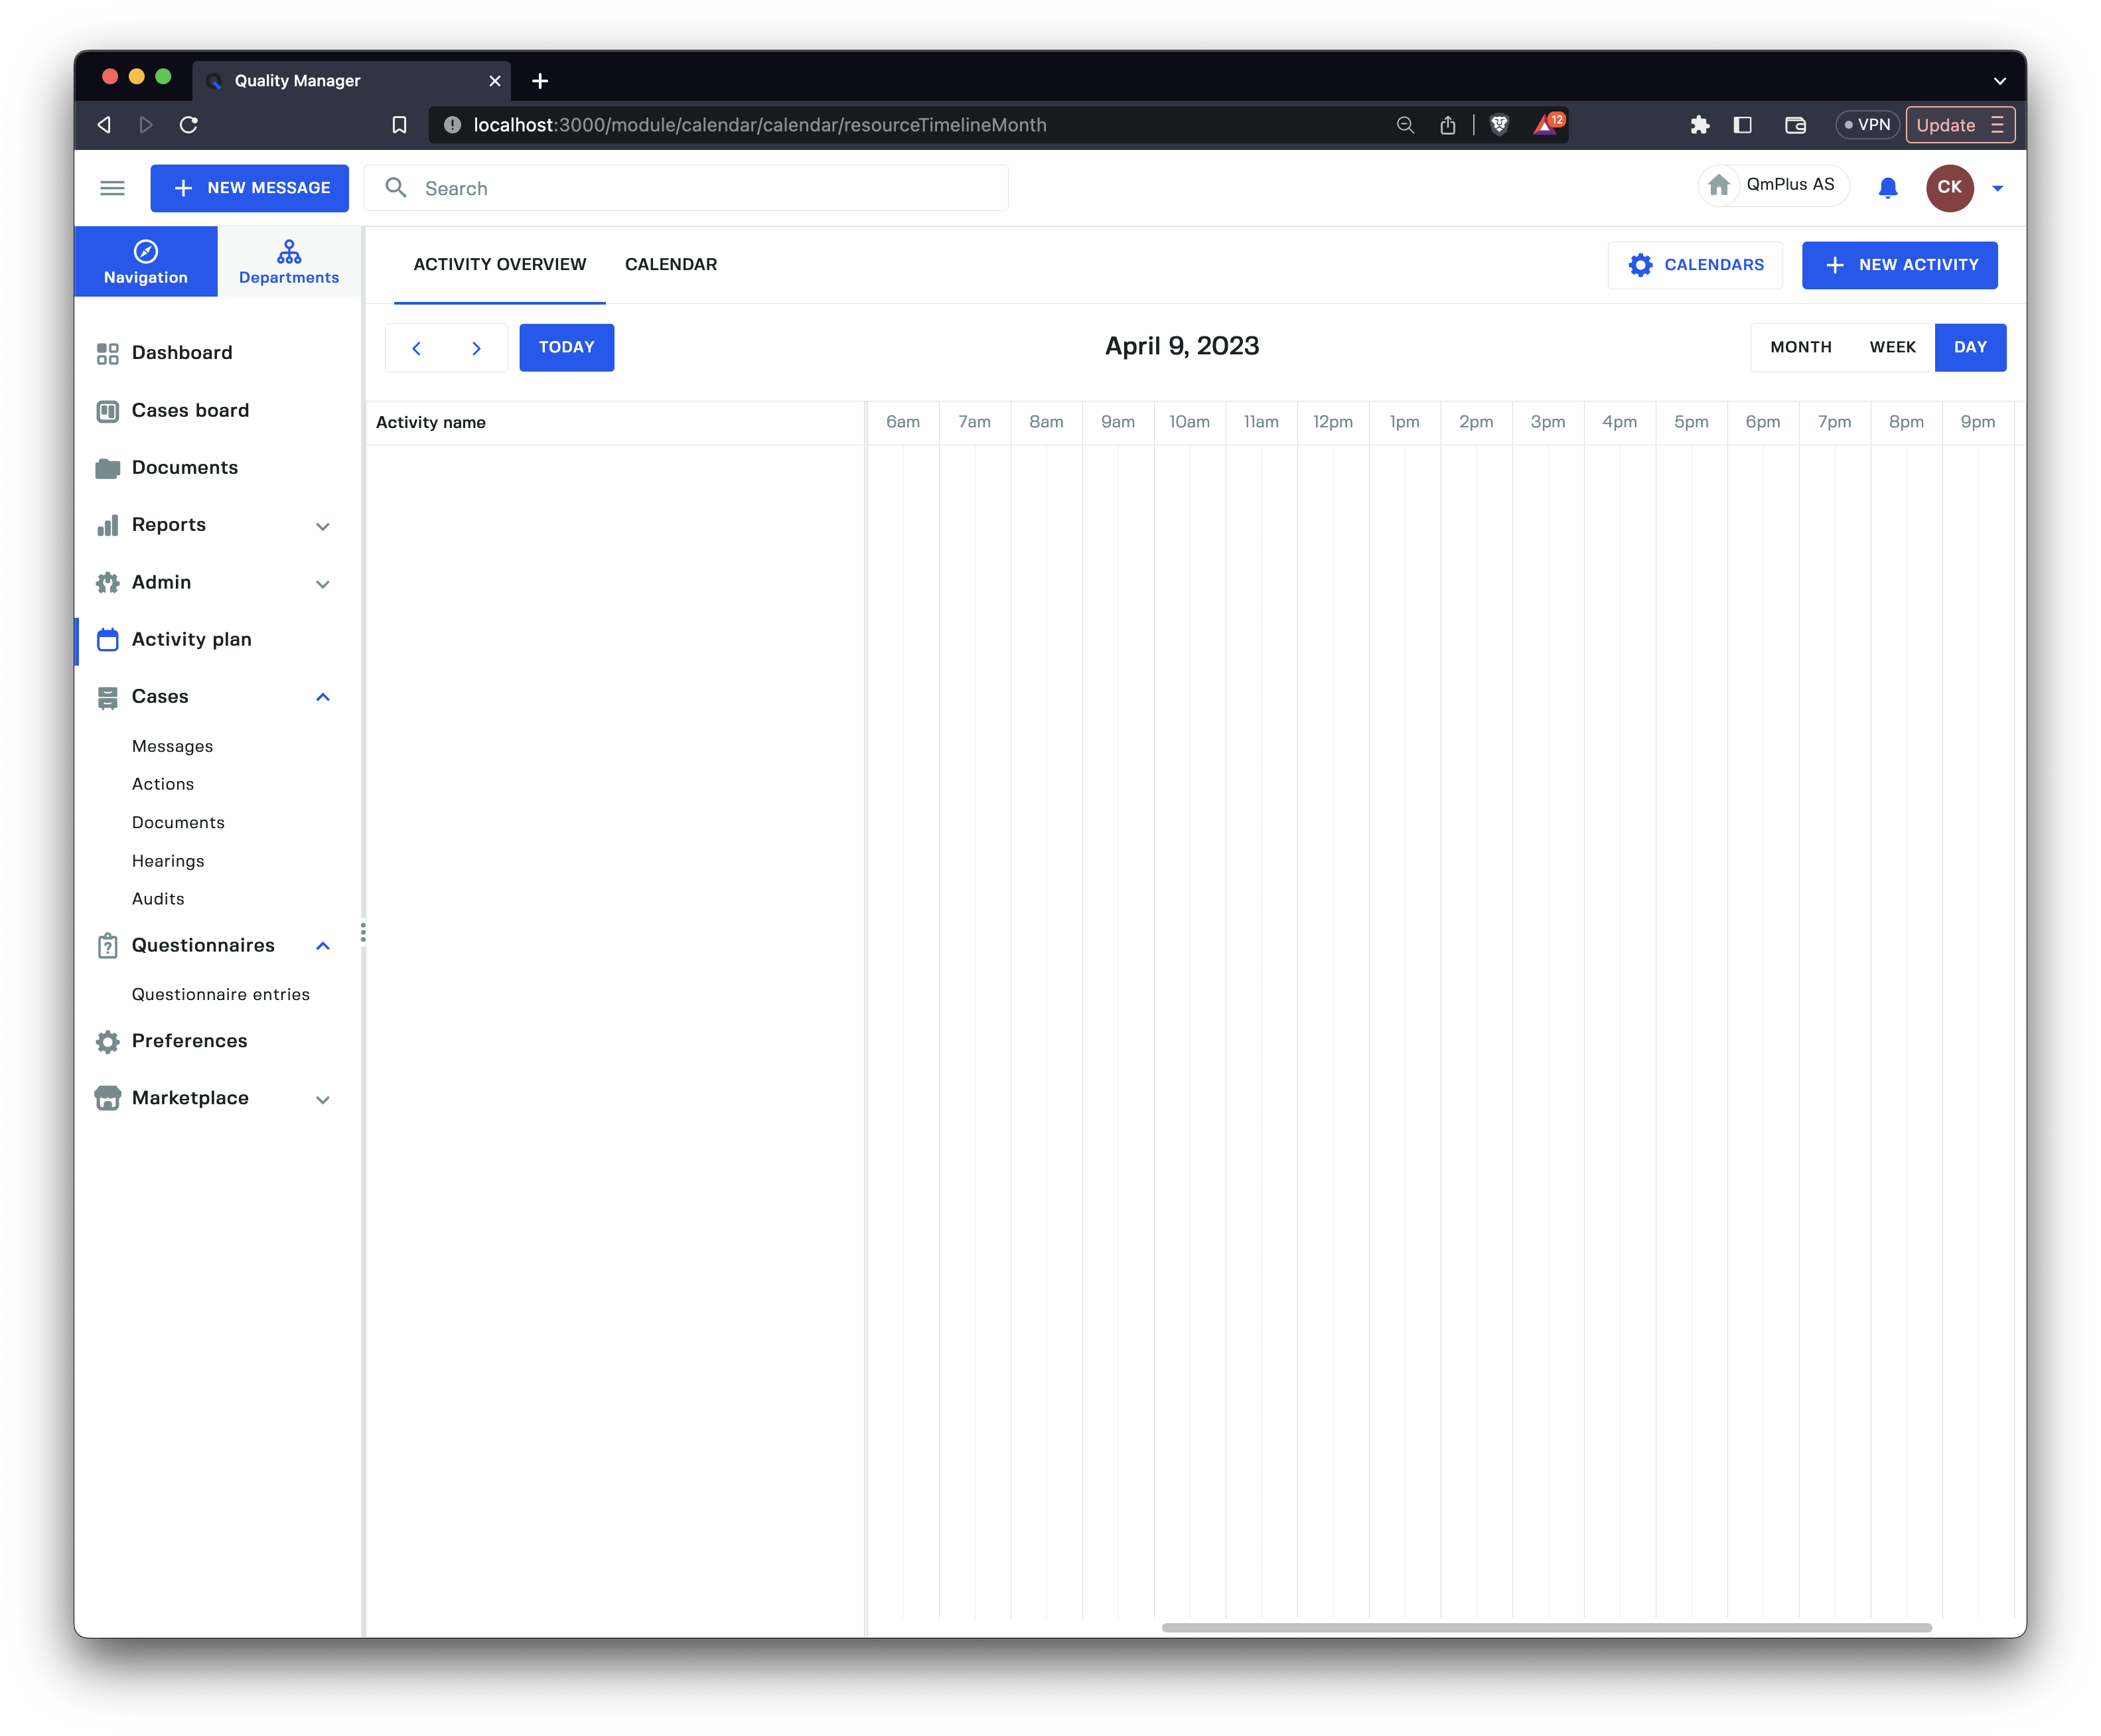 Quality Manager
localhost:3000/module/calendar/calendar/resourceTimelineMonth
12
VPN
Update
NEW MESSAGE
Search
QmPlus AS
CK
Navigation
Departments
ACTIVITY OVERVIEW
CALENDAR
CALENDARS
NEW ACTIVITY
TODAY
April 9, 2023
MONTH
WEEK
DAY
Activity name
6am 7am 8am 9am 10am 11am 12pm 1pm 2pm 3pm 4pm 5pm 6pm 7pm 8pm 9pm
Dashboard
Cases board
Documents
Reports
Admin
Activity plan
Cases
Messages
Actions
Documents
Hearings
Audits
Questionnaires
Questionnaire entries
Preferences
Marketplace